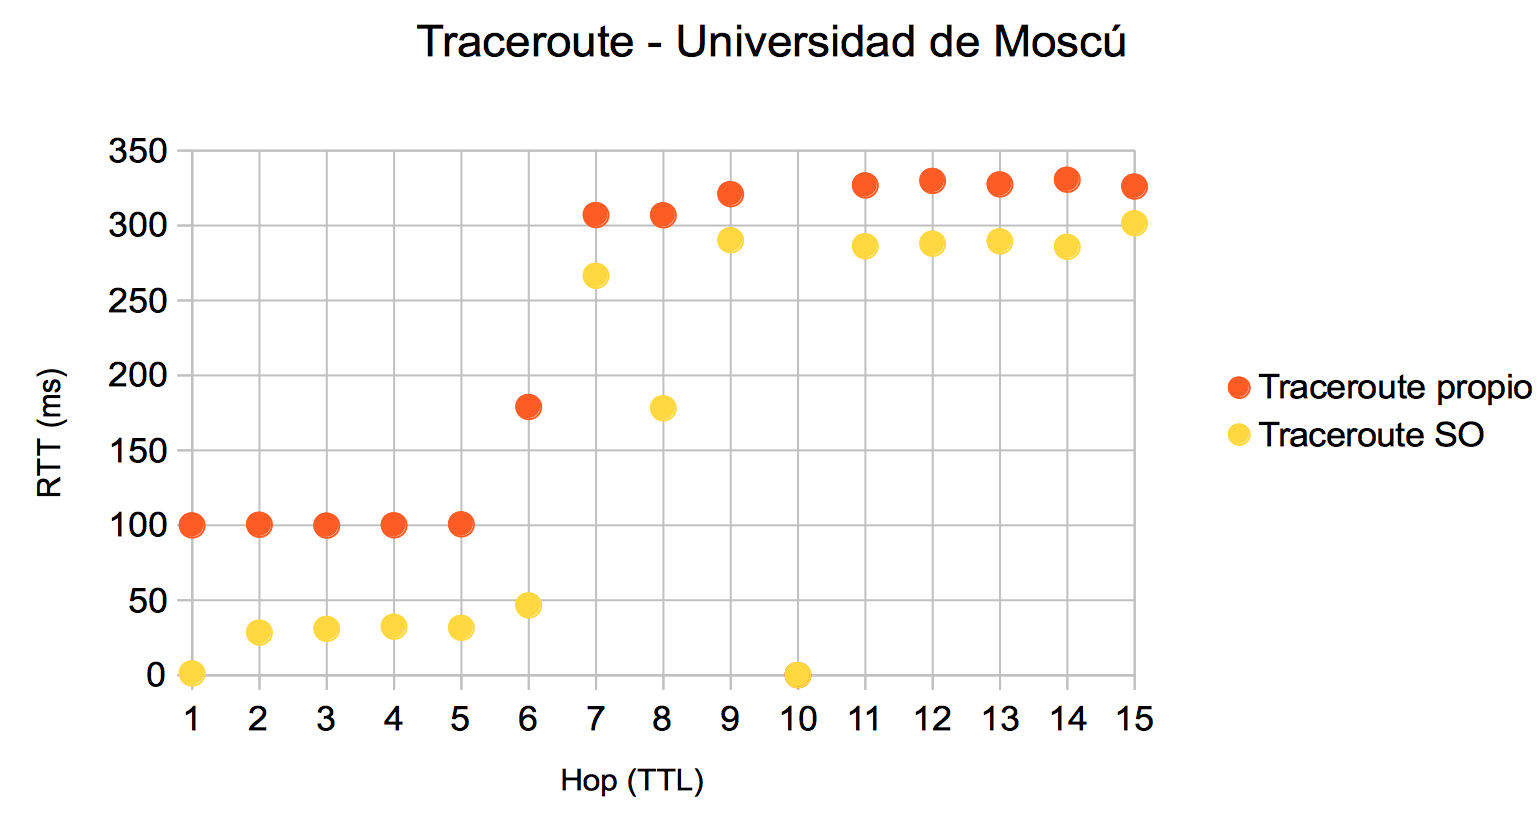 Traceroute - Universidad de Moscú
350
300
250
200
150
100
50
0
RTT (ms)
1 2 3 4 5 6 7 8 9 10 11 12 13 14 15
Hop (TTL)
Traceroute propio
Traceroute SO